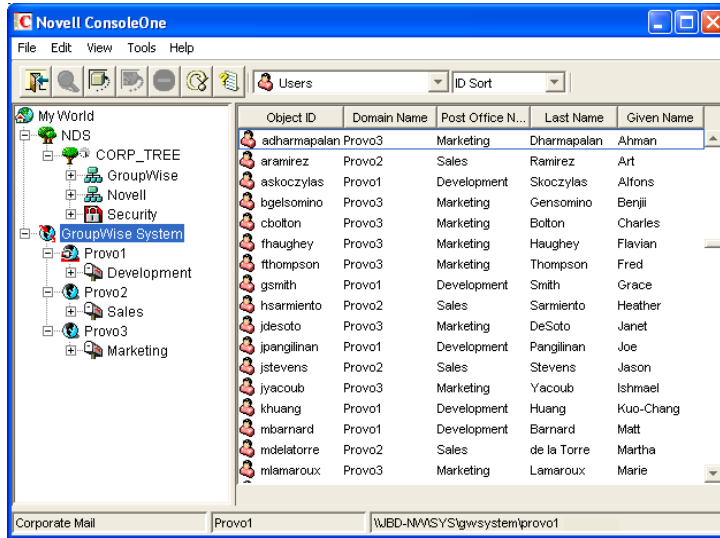 Novell ConsoleOne
File Edit View Tools Help
Users ID Sort
My World
NDS
CORP_TREE
GroupWise
Novell
Security
GroupWise System
Provo1
Development
Provo2
Sales
Provo3
Marketing
Object ID Domain Name Post Office N... Last Name Given Name
adharmapalan Provo3 Marketing Dharmapalan Ahman
aramirez Provo2 Sales Ramirez Art
askoczylas Provo1 Development Skoczylas Alfons
bgelsomino Provo3 Marketing Gensomino Benjii
cbolton Provo3 Marketing Bolton Charles
fhaughey Provo3 Marketing Haughey Flavian
fthompson Provo3 Marketing Thompson Fred
gsmith Provo1 Development Smith Grace
hsarmiento Provo2 Sales Sarmiento Heather
jdesoto Provo3 Marketing DeSoto Janet
jpangilinan Provo1 Development Pangilinan Joe
jstevens Provo2 Sales Stevens Jason
jyacoub Provo3 Marketing Yacoub Ishmael
khuang Provo1 Development Huang Kuo-Chang
mbarnard Provo1 Development Barnard Matt
mdelatorre Provo2 Sales de la Torre Martha
mlamaroux Provo3 Marketing Lamaroux Marie
Corporate Mail Provo1 \\JBD-NW\SYS\gwsystem\provo1